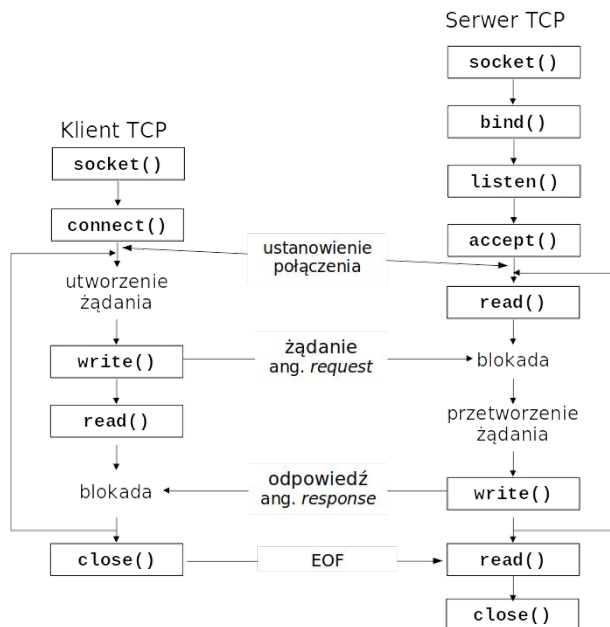 Serwer TCP
socket()
bind()
Klient TCP
socket()
listen()
connect()
accept()
ustanowienie
połączenia
utworzenie
żądania
read()
write()
żądanie
ang. request
blokada
read()
przetworzenie
żądania
blokada
odpowiedź
ang. response
write()
close()
EOF
read()
close()